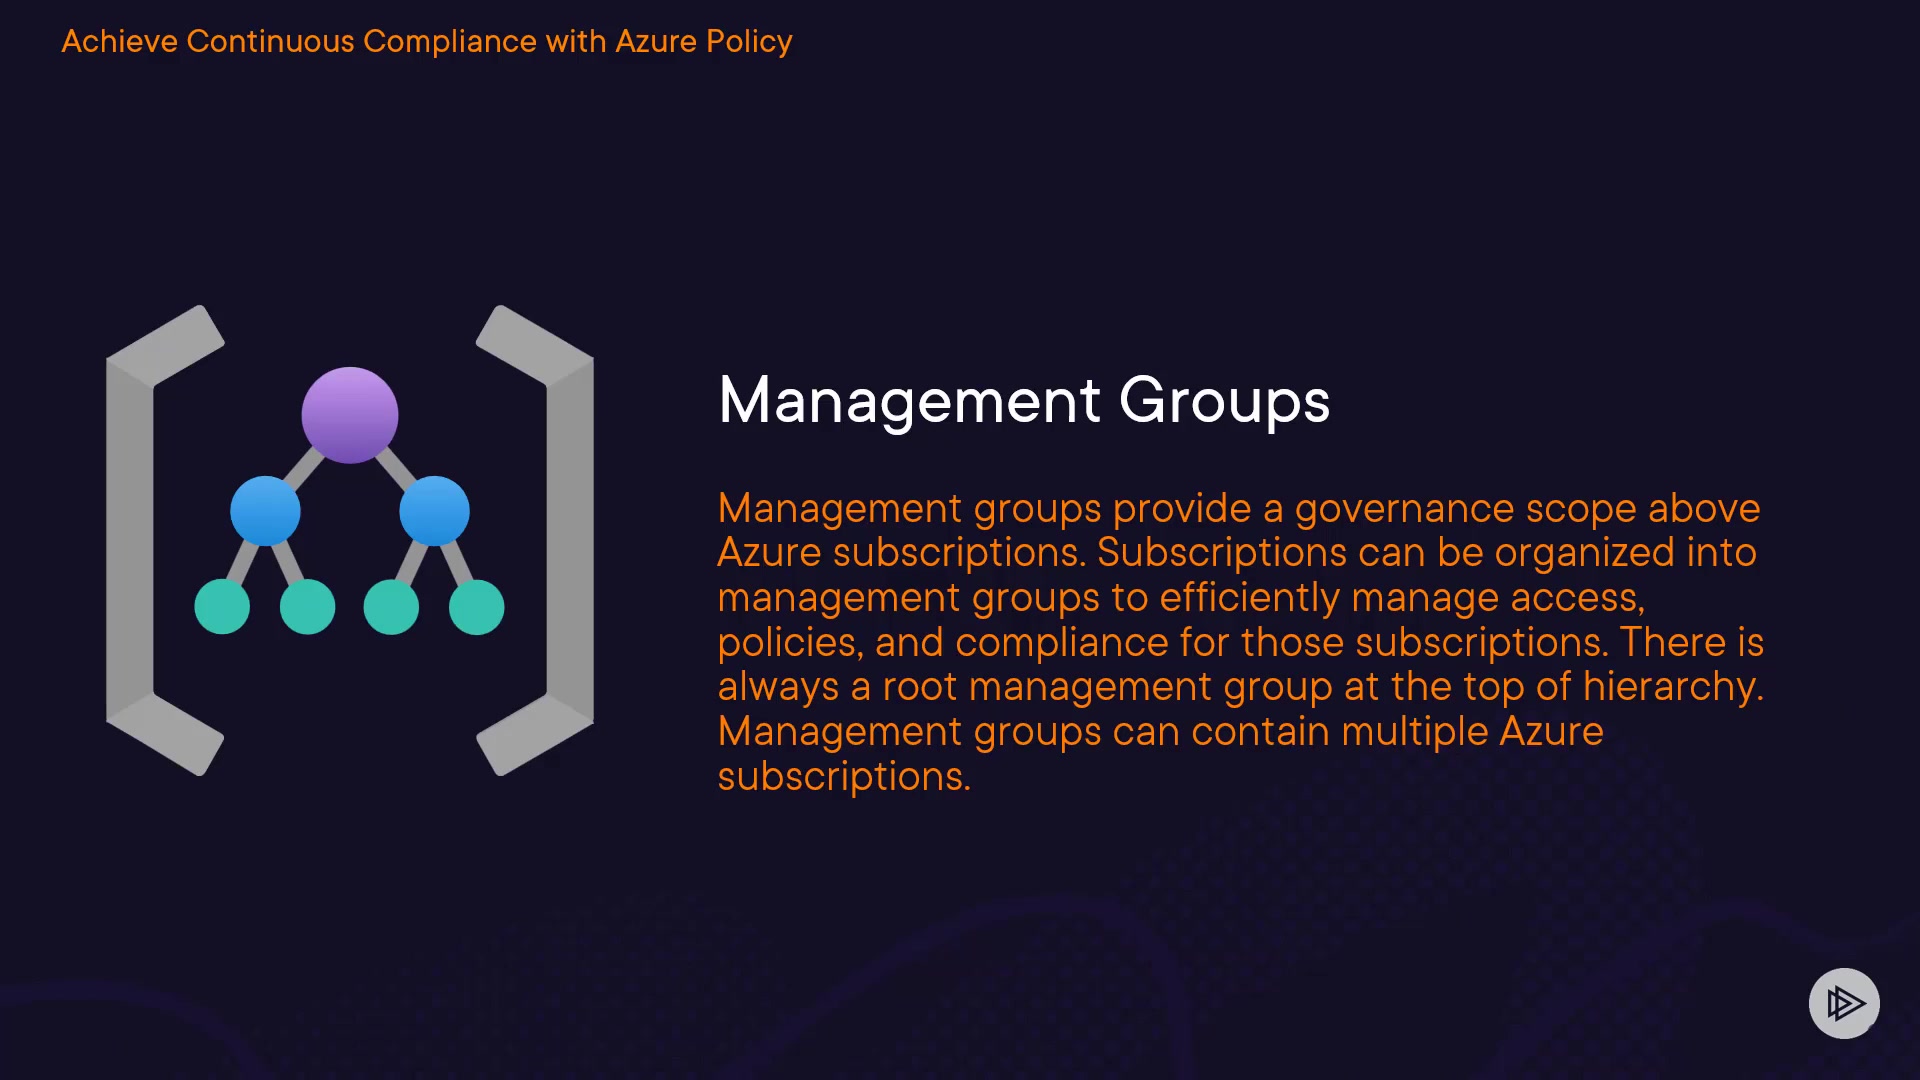 Achieve Continuous Compliance with Azure Policy
Management Groups
Management groups provide a governance scope above
Azure subscriptions. Subscriptions can be organized into
management groups to efficiently manage access,
policies, and compliance for those subscriptions. There is
always a root management group at the top of hierarchy.
Management groups can contain multiple Azure
subscriptions.